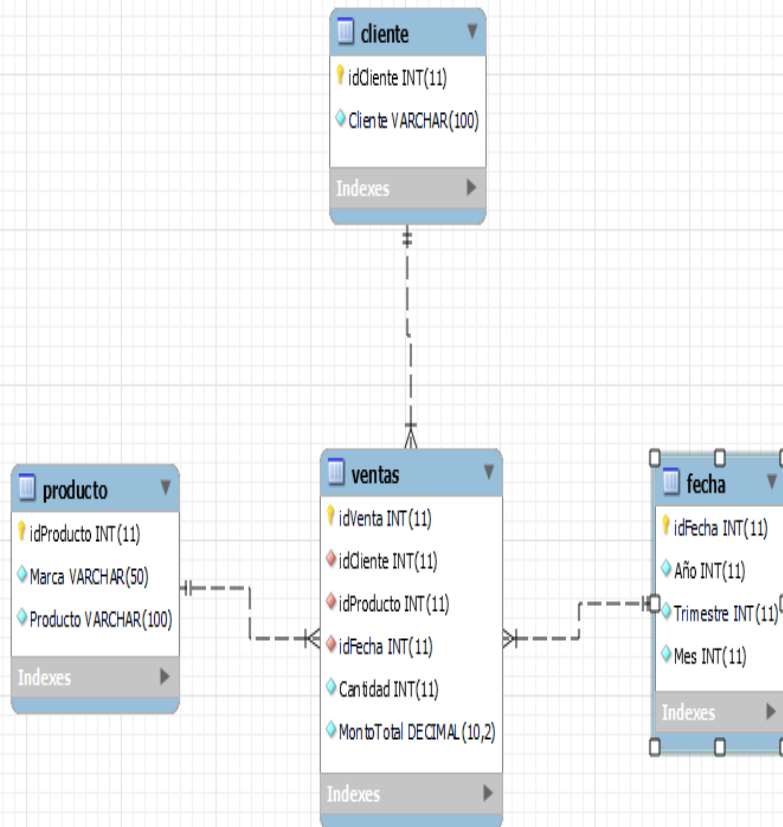 cliente
idCliente INT(11)
Cliente VARCHAR(100)
Indexes
producto
idProducto INT(11)
Marca VARCHAR(50)
Producto VARCHAR(100)
Indexes
ventas
idVenta INT(11)
idCliente INT(11)
idProducto INT(11)
idFecha INT(11)
Cantidad INT(11)
MontoTotal DECIMAL(10,2)
Indexes
fecha
idFecha INT(11)
Año INT(11)
Trimestre INT(11)
Mes INT(11)
Indexes